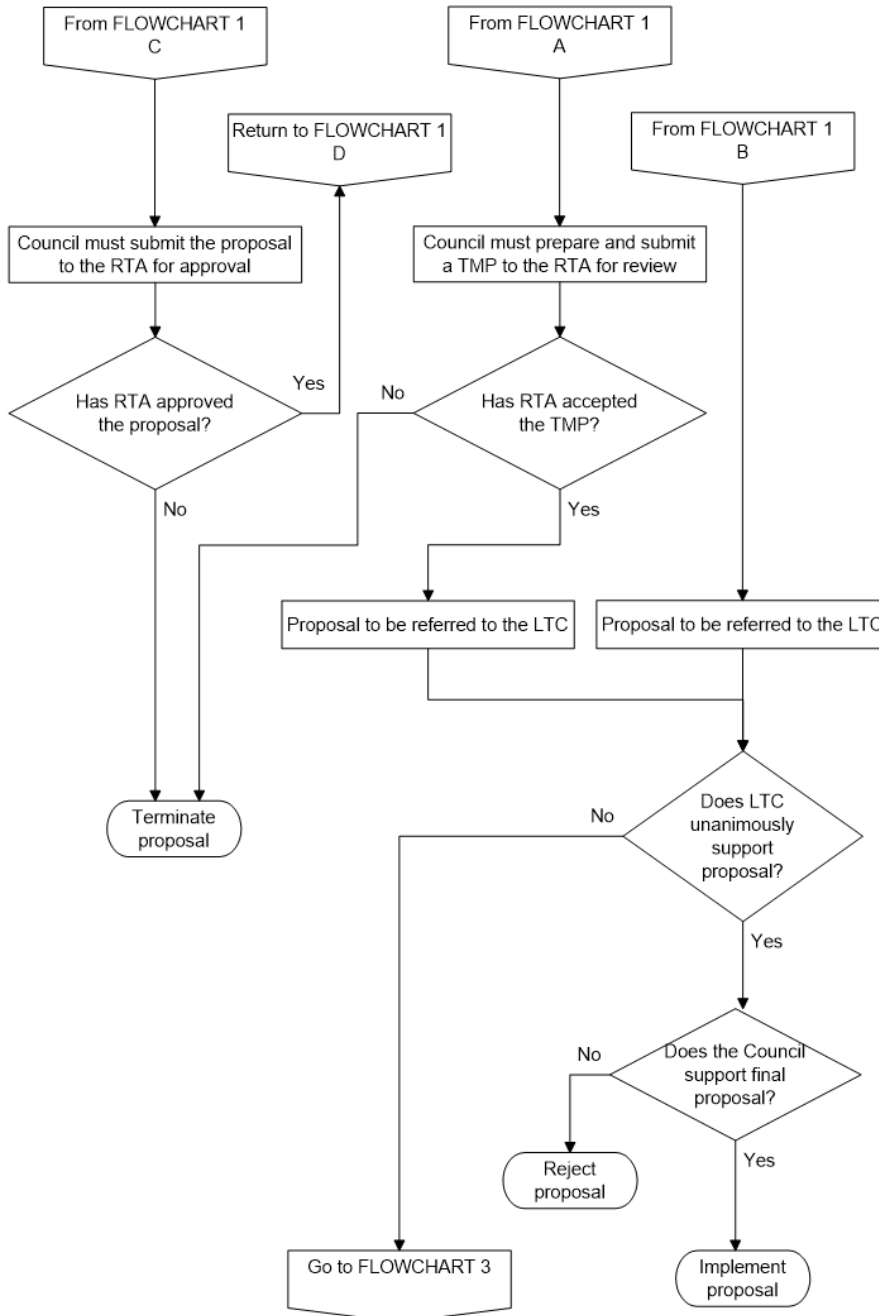 From FLOWCHART 1
C
From FLOWCHART 1
A
Return to FLOWCHART 1
D
From FLOWCHART 1
B
Council must submit the proposal
to the RTA for approval
Council must prepare and submit
a TMP to the RTA for review
Has RTA approved
the proposal?
Yes
No
No
Has RTA accepted
the TMP?
Yes
Proposal to be referred to the LTC
Proposal to be referred to the LTC
Terminate
proposal
Does LTC
unanimously
support
proposal?
No
Yes
Does the Council
support final
proposal?
No
Yes
Reject
proposal
Go to FLOWCHART 3
Implement
proposal